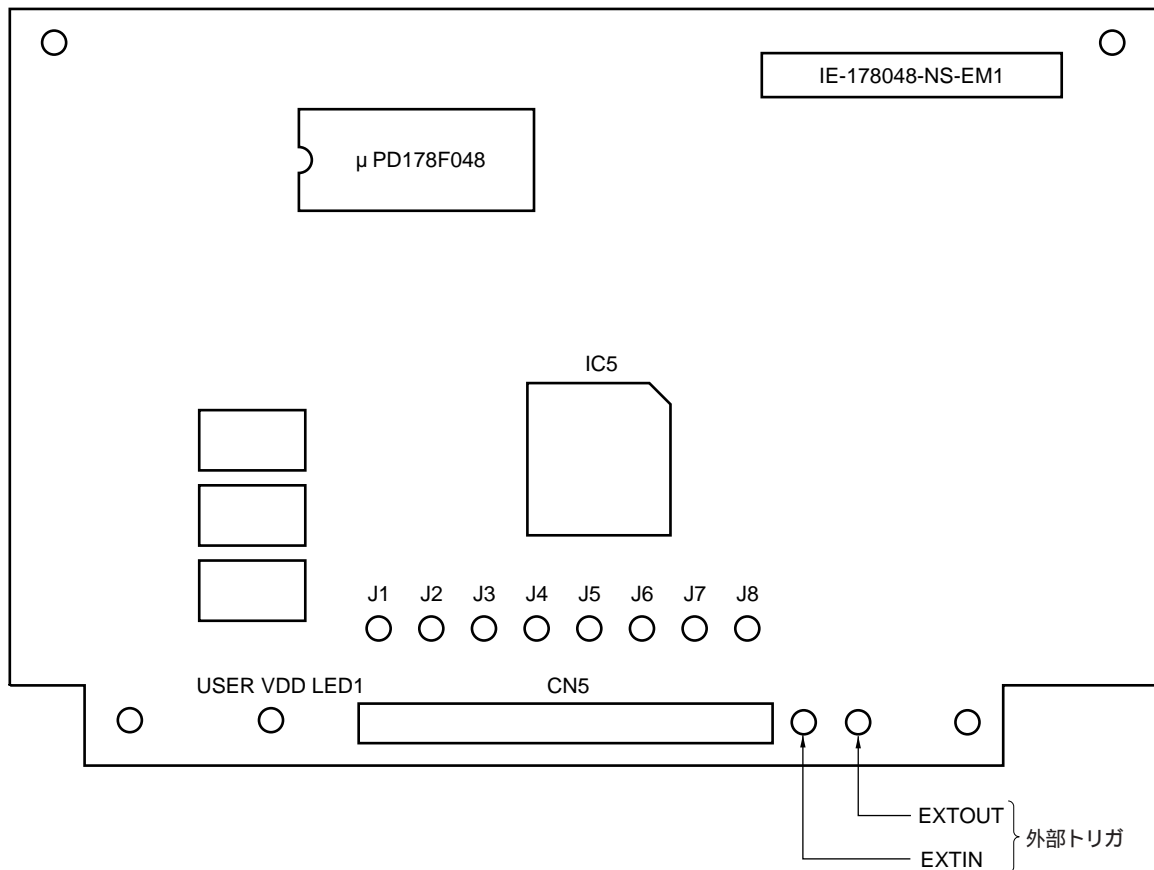 IE-178048-NS-EM1
μ PD178F048
IC5
J1 J2 J3 J4 J5 J6 J7 J8
USER VDD LED1
CN5
EXTOUT
EXTIN
外部トリガ